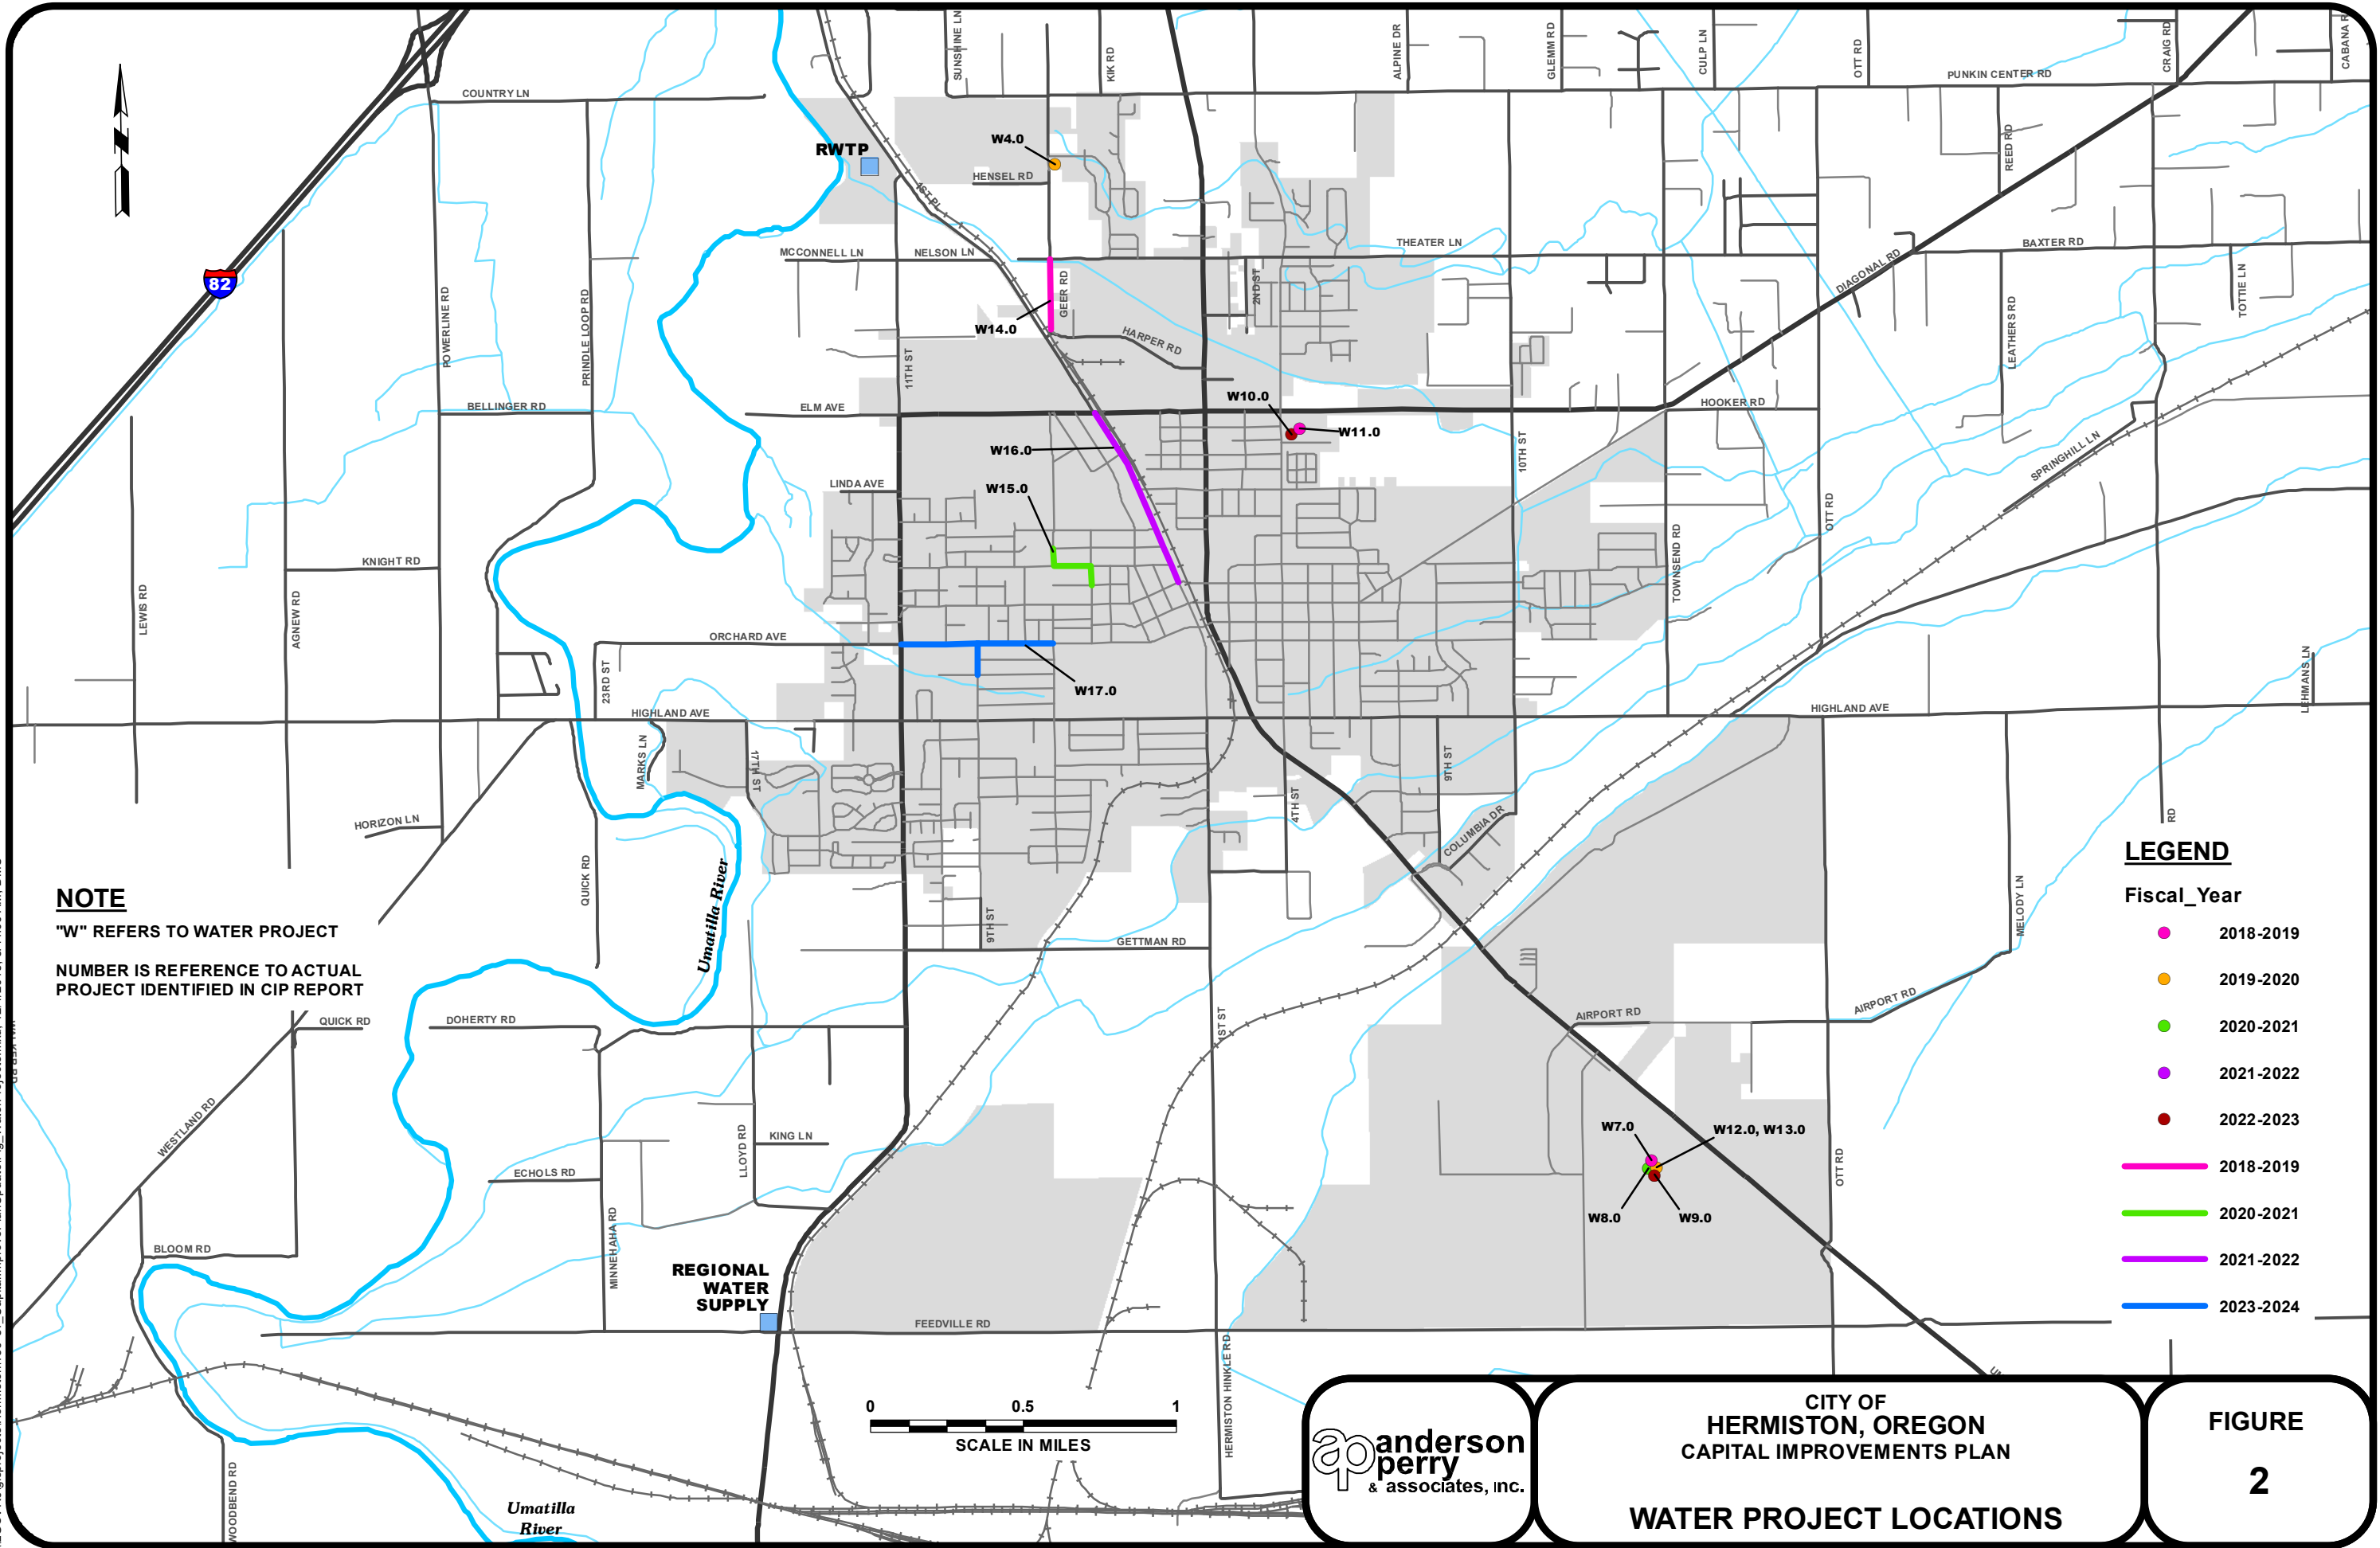 SUNSHINE LN
KIK RD
ALPINE DR
GLEMM RD
CULP LN
OTT RD
CRAIG RD
PUNKIN CENTER RD
COUNTRY LN
RWTP
W4.0
HENSEL RD
1ST PL
REED RD
82
MCCONNELL LN
NELSON LN
THEATER LN
BAXTER RD
DIAGONAL RD
TOTTIE LN
POWERLINE RD
PRINDLE LOOP RD
GEER RD
2ND ST
W14.0
HARPER RD
LEATHERS RD
11TH ST
BELLINGER RD
ELM AVE
W10.0
W11.0
HOOKER RD
W16.0
10TH ST
SPRINGHILL LN
LINDA AVE
W15.0
OTT RD
KNIGHT RD
TOWNSEND RD
LEWIS RD
AGNEW RD
ORCHARD AVE
23RD ST
W17.0
LEHMANS LN
HIGHLAND AVE
HIGHLAND AVE
MARKS LN
17TH ST
9TH ST
4TH ST
COLUMBIA DR
HORIZON LN
RD
QUICK RD
Umatilla River
9TH ST
GETTMAN RD
MELODY LN
NOTE
"W" REFERS TO WATER PROJECT
NUMBER IS REFERENCE TO ACTUAL
PROJECT IDENTIFIED IN CIP REPORT
LEGEND
Fiscal_Year
2018-2019
2019-2020
2020-2021
2021-2022
2022-2023
2018-2019
2020-2021
2021-2022
2023-2024
QUICK RD
DOHERTY RD
1ST ST
AIRPORT RD
AIRPORT RD
WESTLAND RD
LLOYD RD
KING LN
W7.0
W12.0, W13.0
OTT RD
ECHOLS RD
W8.0
W9.0
MINNEHAHA RD
BLOOM RD
REGIONAL
WATER
SUPPLY
FEEDVILLE RD
HERMISTON HINKLE RD
0
0.5
1
SCALE IN MILES
WOODBEND RD
Umatilla
River
anderson
perry
& associates, inc.
CITY OF
HERMISTON, OREGON
CAPITAL IMPROVEMENTS PLAN
WATER PROJECT LOCATIONS
FIGURE
2